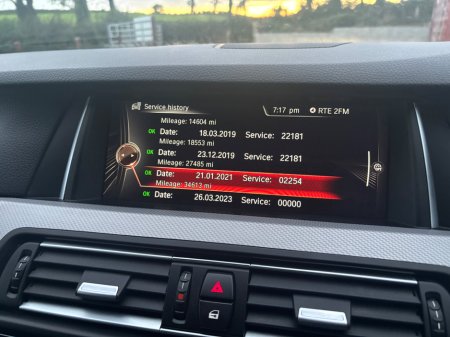 Service history
7:17 pm RTE 2FM
Mileage: 14604 mi
OK Date: 18.03.2019 Service: 22181
Mileage: 18553 mi
OK Date: 23.12.2019 Service: 22181
Mileage: 27485 mi
OK Date: 21.01.2021 Service: 02254
Mileage: 34613 mi
OK Date: 26.03.2023 Service: 00000